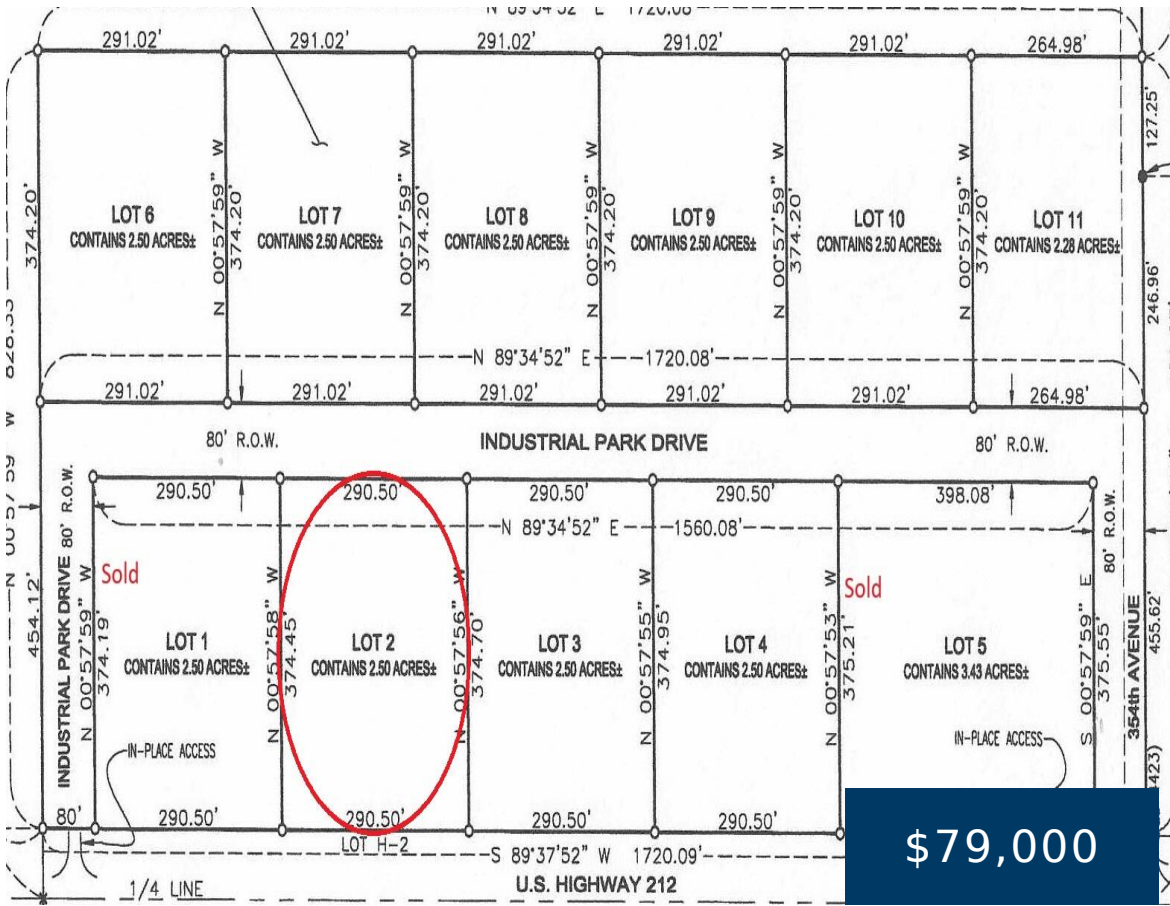 N 89°34'52" E 1720.08'
291.02' 291.02' 291.02' 291.02' 291.02' 264.98'
127.25'
374.20'
N 00°57'59" W 374.20'
N 00°57'59" W 374.20'
N 00°57'59" W 374.20'
N 00°57'59" W 374.20'
N 00°57'59" W 374.20'
246.96'
LOT 6
CONTAINS 2.50 ACRES±
LOT 7
CONTAINS 2.50 ACRES±
LOT 8
CONTAINS 2.50 ACRES±
LOT 9
CONTAINS 2.50 ACRES±
LOT 10
CONTAINS 2.50 ACRES±
LOT 11
CONTAINS 2.28 ACRES±
N 89°34'52" E 1720.08'
291.02' 291.02' 291.02' 291.02' 291.02' 264.98'
80' R.O.W. INDUSTRIAL PARK DRIVE 80' R.O.W.
N 00°57'59" W
454.12'
INDUSTRIAL PARK DRIVE 80' R.O.W.
290.50' 290.50' 290.50' 290.50' 398.08'
N 89°34'52" E 1560.08'
Sold
Sold
N 00°57'59" W 374.19'
N 00°57'58" W 374.45'
N 00°57'56" W 374.70'
N 00°57'55" W 374.95'
N 00°57'53" W 375.21'
S 00°57'59" E 375.55'
80' R.O.W.
354th AVENUE
455.62'
LOT 1
CONTAINS 2.50 ACRES±
LOT 2
CONTAINS 2.50 ACRES±
LOT 3
CONTAINS 2.50 ACRES±
LOT 4
CONTAINS 2.50 ACRES±
LOT 5
CONTAINS 3.43 ACRES±
IN-PLACE ACCESS
IN-PLACE ACCESS
80' 290.50' 290.50' 290.50' 290.50'
LOT H-2
S 89°37'52" W 1720.09'
1/4 LINE
U.S. HIGHWAY 212
$79,000